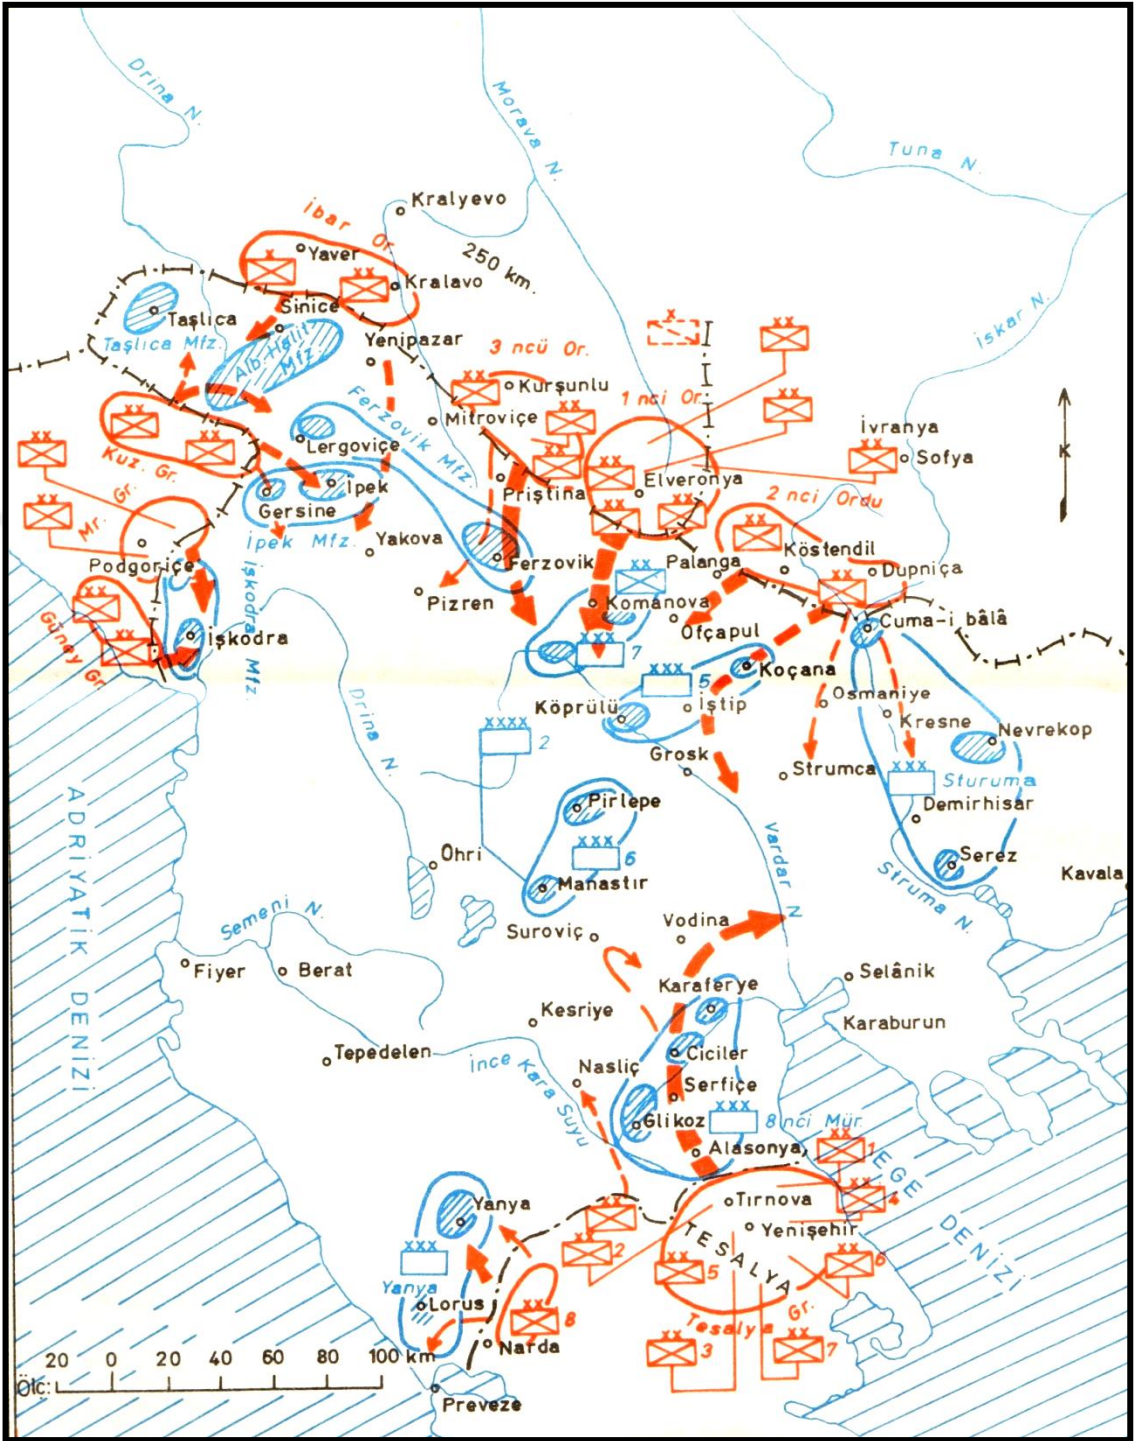 Drina N.
Morava N.
Tuna N.
Kralyevo
İbar Or.
Yaver
250 km.
Kralavo
Sinice
Taşlıca
Taşlıca Mfz.
Alb. Halit
Mfz.
Yenipazar
İskar N.
3 ncü Or.
Kurşunlu
1 nci Or.
Mitroviçe
Ferzovik Mfz.
Lergoviçe
İvranya
Sofya
K
Kuz. Gr.
Priştina
Elveronya
2 nci Ordu
İpek
Gersine
İpek Mfz.
Mr. Gr.
Podgoriçe
Yakova
Ferzovik
Palanga
Köstendil
Dupniça
Pizren
Komanova
Ofçapul
Cuma-i bâlâ
Güney Gr.
İşkodra
İşkodra Mfz.
7
5
Koçana
Köprülü
İştip
Osmaniye
Kresne
Nevrekop
2
Drina N.
Grosk
Strumca
Sturuma
Demirhisar
Pirlepe
6
Manastır
Vardar N
Serez
Struma N.
Kavala
Ohri
ADRİYATİK DENİZİ
Semeni N.
Suroviç
Vodina
Fiyer
Berat
Selânik
Karaferye
Kesriye
Karaburun
Tepedelen
İnce Kara Suyu
Nasliç
Ciciler
Serfiçe
Glikoz
8 nci Mür.
Alasonya
1
EGE DENİZİ
Yanya
Tırnova
4
Yenişehir
2
TESALYA
5
6
Yanya
Lorus
8
Tesalya Gr.
Narda
3
7
20 0 20 40 60 80 100 km
Ölç:
Preveze